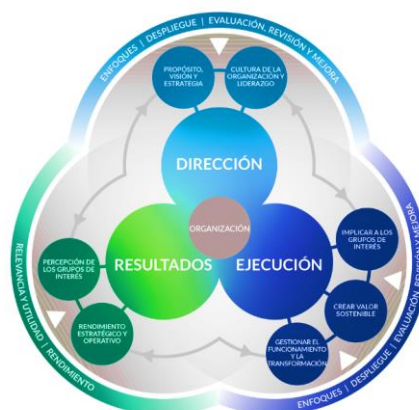 ENFOQUES | DESPLIEGUE | EVALUACIÓN, REVISIÓN Y MEJORA
PROPÓSITO,
VISIÓN Y
ESTRATEGIA
CULTURA DE LA
ORGANIZACIÓN Y
LIDERAZGO
DIRECCIÓN
ORGANIZACIÓN
RESULTADOS
EJECUCIÓN
PERCEPCIÓN
DE LOS GRUPOS DE
INTERÉS
RENDIMIENTO
ESTRATÉGICO Y
OPERATIVO
RELEVANCIA Y UTILIDAD | RENDIMIENTO
IMPLICAR A LOS
GRUPOS DE
INTERÉS
CREAR VALOR
SOSTENIBLE
GESTIONAR EL
FUNCIONAMIENTO
Y LA
TRANSFORMACIÓN
ENFOQUES | DESPLIEGUE | EVALUACIÓN, REVISIÓN Y MEJORA